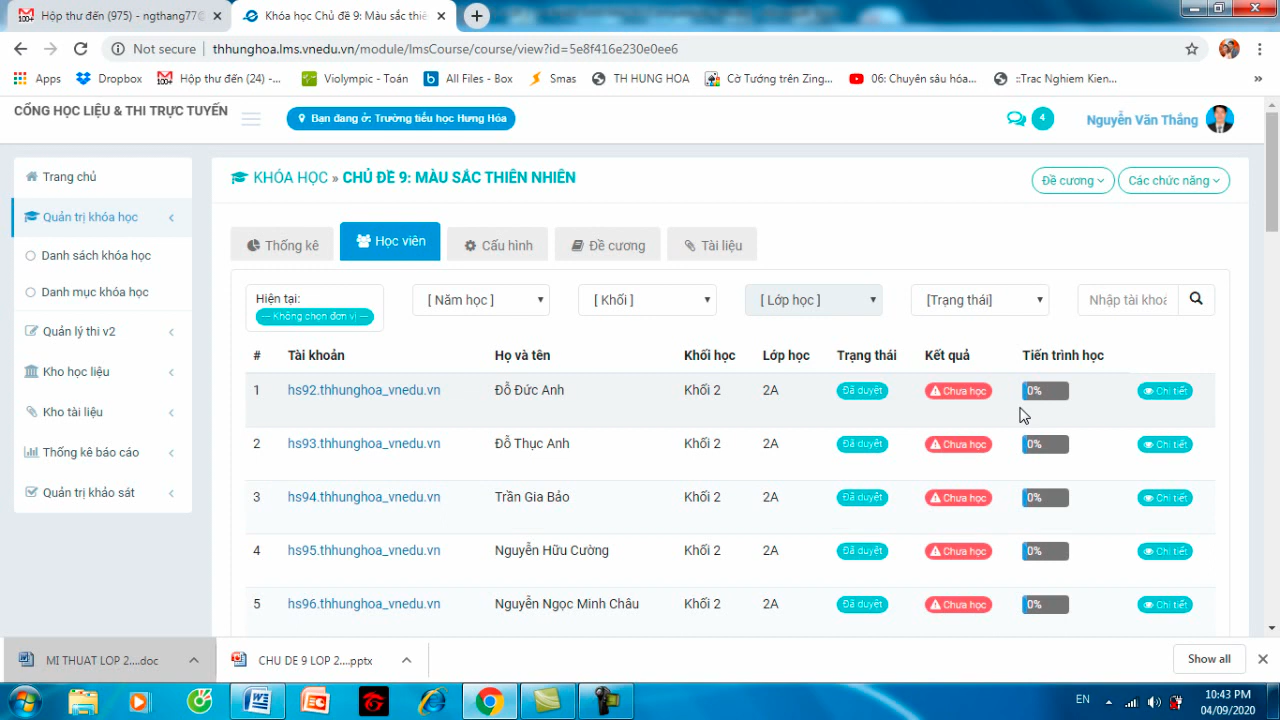 Hộp thư đến (975) - ngthang77@
Khóa học Chủ đề 9: Màu sắc thiê
Not secure
thhunghoa.lms.vnedu.vn/module/lmsCourse/course/view?id=5e8f416e230e0ee6
Apps
Dropbox
Hộp thư đến (24) -...
Violympic - Toán
All Files - Box
Smas
TH HUNG HOA
Cờ Tướng trên Zing...
06: Chuyên sâu hóa...
::Trac Nghiem Kien...
»
CỔNG HỌC LIỆU & THI TRỰC TUYẾN
Bạn đang ở: Trường tiểu học Hưng Hóa
4
Nguyễn Văn Thắng
Trang chủ
Quản trị khóa học
Danh sách khóa học
Danh mục khóa học
Quản lý thi v2
Kho học liệu
Kho tài liệu
Thống kê báo cáo
Quản trị khảo sát
KHÓA HỌC » CHỦ ĐỀ 9: MÀU SẮC THIÊN NHIÊN
Đề cương
Các chức năng
Thống kê
Học viên
Cấu hình
Đề cương
Tài liệu
Hiện tại:
--- Không chọn đơn vị ---
[ Năm học ]
[ Khối ]
[ Lớp học ]
[Trạng thái]
Nhập tài khoả
# Tài khoản Họ và tên Khối học Lớp học Trạng thái Kết quả Tiến trình học
1 hs92.thhunghoa_vnedu.vn Đỗ Đức Anh Khối 2 2A Đã duyệt Chưa học 0% Chi tiết
2 hs93.thhunghoa_vnedu.vn Đỗ Thục Anh Khối 2 2A Đã duyệt Chưa học 0% Chi tiết
3 hs94.thhunghoa_vnedu.vn Trần Gia Bảo Khối 2 2A Đã duyệt Chưa học 0% Chi tiết
4 hs95.thhunghoa_vnedu.vn Nguyễn Hữu Cường Khối 2 2A Đã duyệt Chưa học 0% Chi tiết
5 hs96.thhunghoa_vnedu.vn Nguyễn Ngọc Minh Châu Khối 2 2A Đã duyệt Chưa học 0% Chi tiết
MI THUAT LOP 2....doc
CHU DE 9 LOP 2....pptx
Show all
EN
10:43 PM
04/09/2020